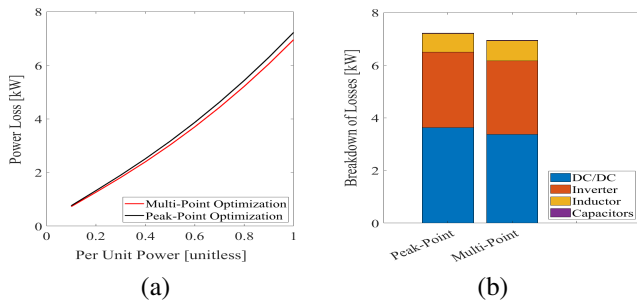 8
6
4
2
0
Power Loss [kW]
Multi-Point Optimization
Peak-Point Optimization
0.2
0.4
0.6
0.8
1
Per Unit Power [unitless]
(a)
8
6
4
2
0
Breakdown of Losses [kW]
DC/DC
Inverter
Inductor
Capacitors
Peak-Point
Multi-Point
(b)